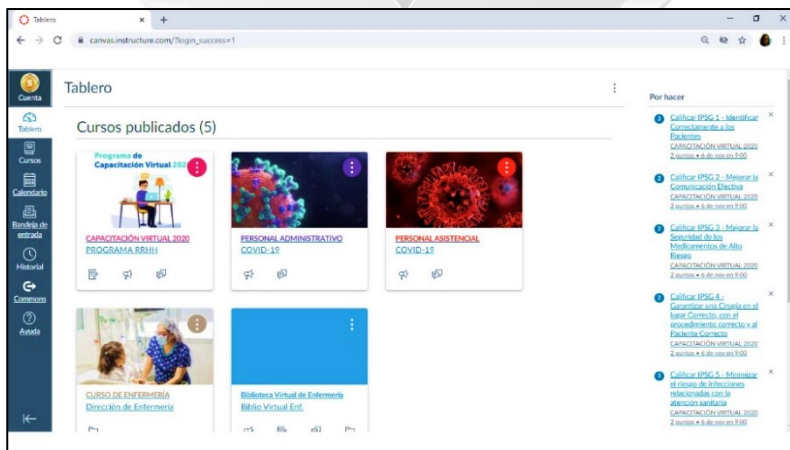 Tablero
canvas.instructure.com/?login_success=1
Cuenta
Tablero
Cursos
Calendario
Bandeja de
entrada
Historial
Commons
Ayuda
Tablero
Cursos publicados (5)
Programa de
Capacitación Virtual 2020
CAPACITACIÓN VIRTUAL 2020
PROGRAMA RRHH
PERSONAL ADMINISTRATIVO
COVID-19
PERSONAL ASISTENCIAL
COVID-19
CURSO DE ENFERMERÍA
Dirección de Enfermería
Biblioteca Virtual de Enfermería
Biblio Virtual Enf.
Por hacer
Calificar IPSG 1 - Identificar
Correctamente a los
Pacientes
CAPACITACIÓN VIRTUAL 2020
2 puntos • 6 de nov en 9:00
Calificar IPSG 2 - Mejorar la
Comunicación Efectiva
CAPACITACIÓN VIRTUAL 2020
2 puntos • 6 de nov en 9:00
Calificar IPSG 3 - Mejorar la
Seguridad de los
Medicamentos de Alto
Riesgo
CAPACITACIÓN VIRTUAL 2020
2 puntos • 6 de nov en 9:00
Calificar IPSG 4 -
Garantizar una Cirugía en el
lugar Correcto, con el
procedimiento correcto y al
Paciente Correcto
CAPACITACIÓN VIRTUAL 2020
2 puntos • 6 de nov en 9:00
Calificar IPSG 5 - Minimizar
el riesgo de infecciones
relacionadas con la
atención sanitaria
CAPACITACIÓN VIRTUAL 2020
2 puntos • 6 de nov en 9:00